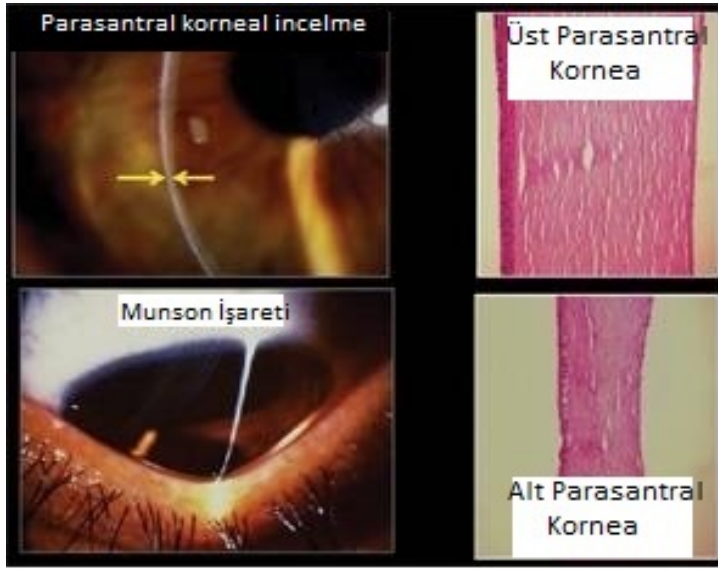 Parasantral korneal incelme
Üst Parasantral
Kornea
Munson İşareti
Alt Parasantral
Kornea